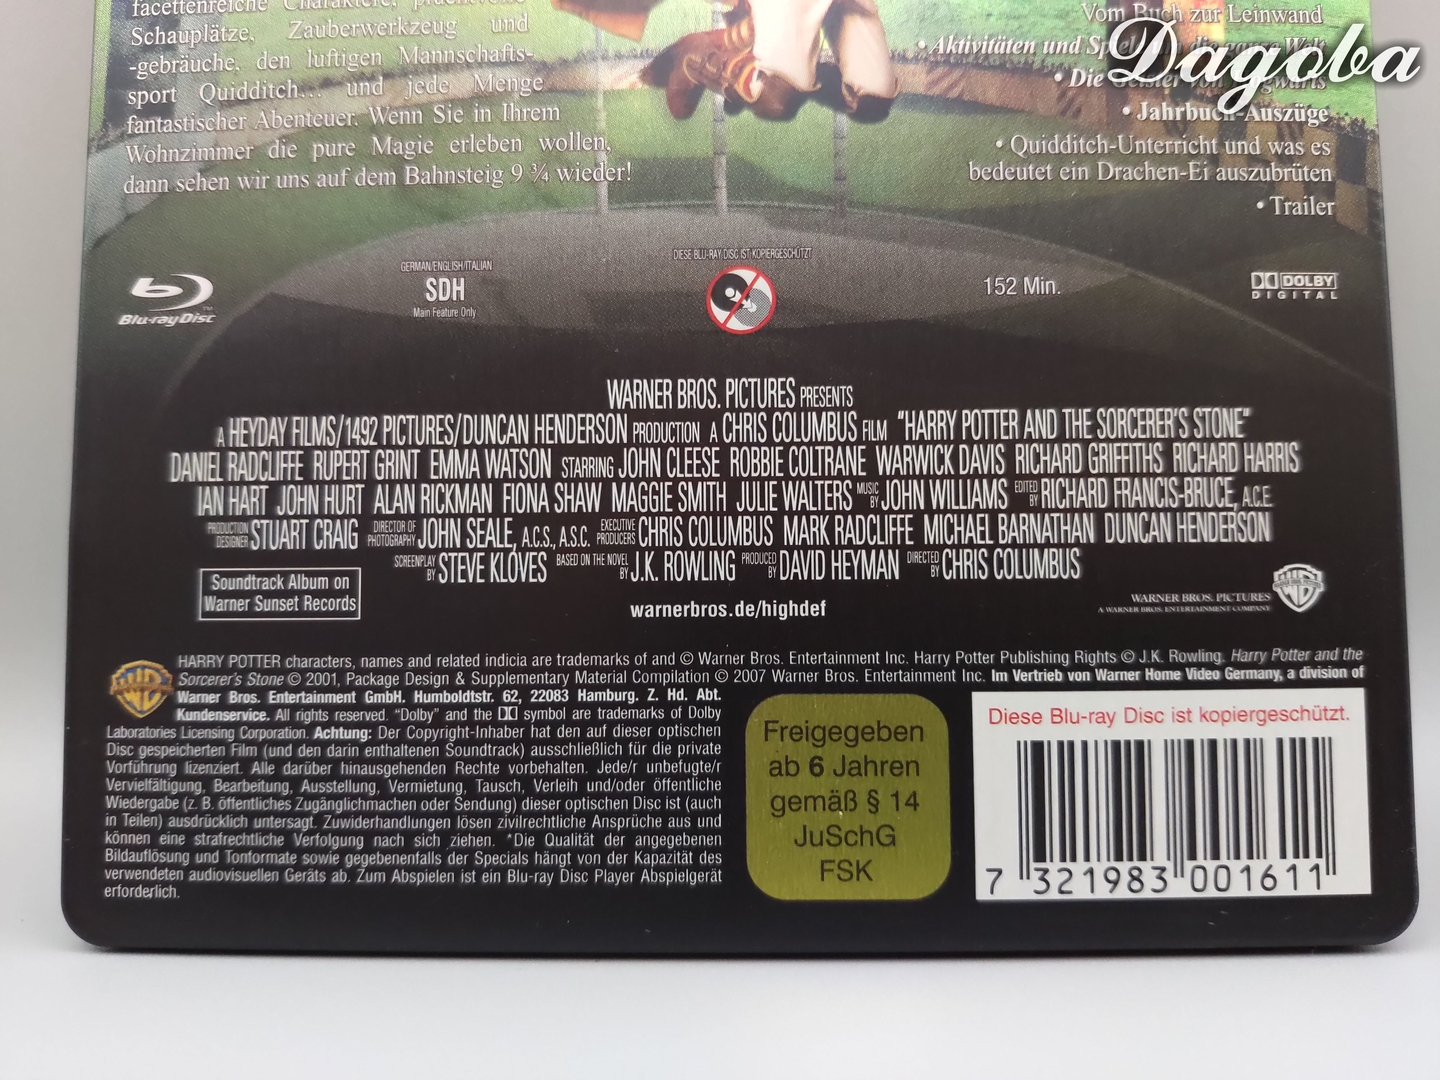 facettenreiche Charaktere, prachtvolle
Schauplätze, Zauberwerkzeug und
-gebräuche, den luftigen Mannschafts-
sport Quidditch... und jede Menge
fantastischer Abenteuer. Wenn Sie in Ihrem
Wohnzimmer die pure Magie erleben wollen,
dann sehen wir uns auf dem Bahnsteig 9 ¾ wieder!
Vom Buch zur Leinwand
• Aktivitäten und Spiele um die ganze Welt
• Die Geister von Hogwarts
• Jahrbuch-Auszüge
• Quidditch-Unterricht und was es
bedeutet ein Drachen-Ei auszubrüten
• Trailer
Dagoba
Blu-ray Disc™
GERMAN/ENGLISH/ITALIAN
SDH
Main Feature Only
DIESE BLU-RAY DISC IST KOPIERGESCHÜTZT
152 Min.
DOLBY
DIGITAL
WARNER BROS. PICTURES PRESENTS
A HEYDAY FILMS/1492 PICTURES/DUNCAN HENDERSON PRODUCTION A CHRIS COLUMBUS FILM "HARRY POTTER AND THE SORCERER'S STONE"
DANIEL RADCLIFFE RUPERT GRINT EMMA WATSON STARRING JOHN CLEESE ROBBIE COLTRANE WARWICK DAVIS RICHARD GRIFFITHS RICHARD HARRIS
IAN HART JOHN HURT ALAN RICKMAN FIONA SHAW MAGGIE SMITH JULIE WALTERS MUSIC BY JOHN WILLIAMS EDITED BY RICHARD FRANCIS-BRUCE, A.C.E.
PRODUCTION DESIGNER STUART CRAIG DIRECTOR OF PHOTOGRAPHY JOHN SEALE, A.C.S., A.S.C. EXECUTIVE PRODUCERS CHRIS COLUMBUS MARK RADCLIFFE MICHAEL BARNATHAN DUNCAN HENDERSON
SCREENPLAY BY STEVE KLOVES BASED ON THE NOVEL BY J.K. ROWLING PRODUCED BY DAVID HEYMAN DIRECTED BY CHRIS COLUMBUS
Soundtrack Album on
Warner Sunset Records
warnerbros.de/highdef
WARNER BROS. PICTURES
A WARNER BROS. ENTERTAINMENT COMPANY
HARRY POTTER characters, names and related indicia are trademarks of and © Warner Bros. Entertainment Inc. Harry Potter Publishing Rights © J.K. Rowling. Harry Potter and the
Sorcerer's Stone © 2001, Package Design & Supplementary Material Compilation © 2007 Warner Bros. Entertainment Inc. Im Vertrieb von Warner Home Video Germany, a division of
Warner Bros. Entertainment GmbH. Humboldtstr. 62, 22083 Hamburg. Z. Hd. Abt.
Kundenservice. All rights reserved. "Dolby" and the DD symbol are trademarks of Dolby
Laboratories Licensing Corporation. Achtung: Der Copyright-Inhaber hat den auf dieser optischen
Disc gespeicherten Film (und den darin enthaltenen Soundtrack) ausschließlich für die private
Vorführung lizenziert. Alle darüber hinausgehenden Rechte vorbehalten. Jede/r unbefugte/r
Vervielfältigung, Bearbeitung, Ausstellung, Vermietung, Tausch, Verleih und/oder öffentliche
Wiedergabe (z. B. öffentliches Zugänglichmachen oder Sendung) dieser optischen Disc ist (auch
in Teilen) ausdrücklich untersagt. Zuwiderhandlungen lösen zivilrechtliche Ansprüche aus und
können eine strafrechtliche Verfolgung nach sich ziehen. *Die Qualität der angegebenen
Bildauflösung und Tonformate sowie gegebenenfalls der Specials hängt von der Kapazität des
verwendeten audiovisuellen Geräts ab. Zum Abspielen ist ein Blu-ray Disc Player Abspielgerät
erforderlich.
Freigegeben
ab 6 Jahren
gemäß § 14
JuSchG
FSK
Diese Blu-ray Disc ist kopiergeschützt.
7 321983 001611